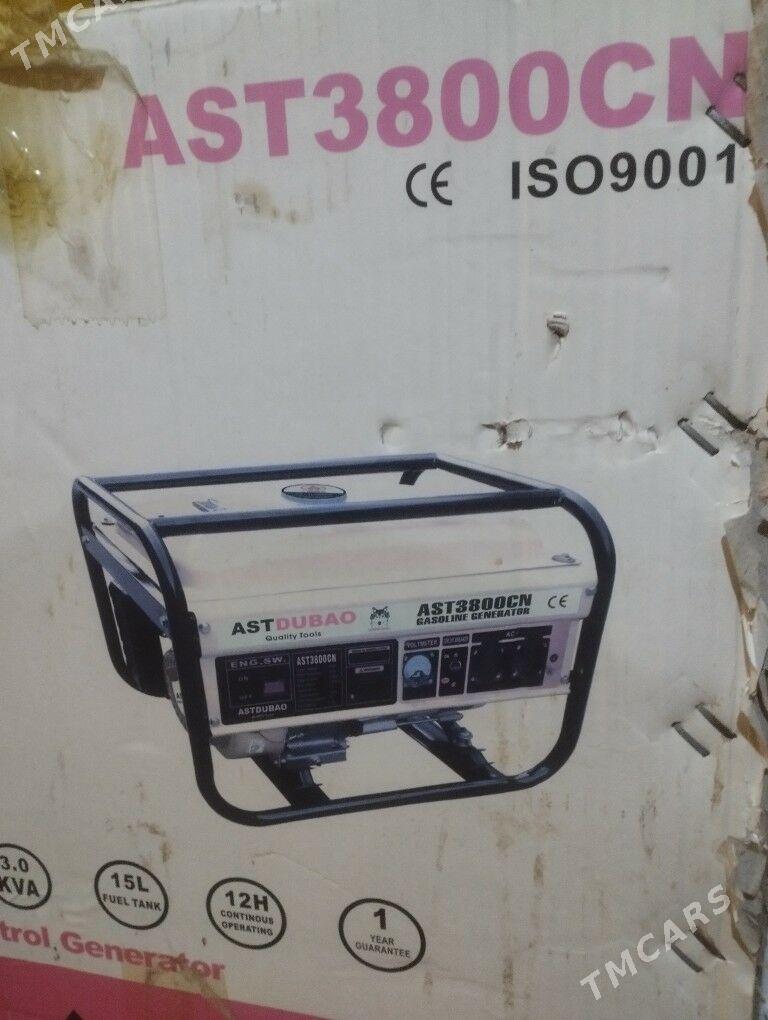 TMCARS
AST3800CN
CE ISO9001
ASTDUBAO
Quality Tools
AST3800CN
GASOLINE GENERATOR
CE
ENG.SW.
ON
OFF
AST3800CN
ASTDUBAO
VOLTMETER
AC
3.0
KVA
15L
FUEL TANK
12H
CONTINOUS
OPERATING
1
YEAR
GUARANTEE
trol Generator
TMCARS